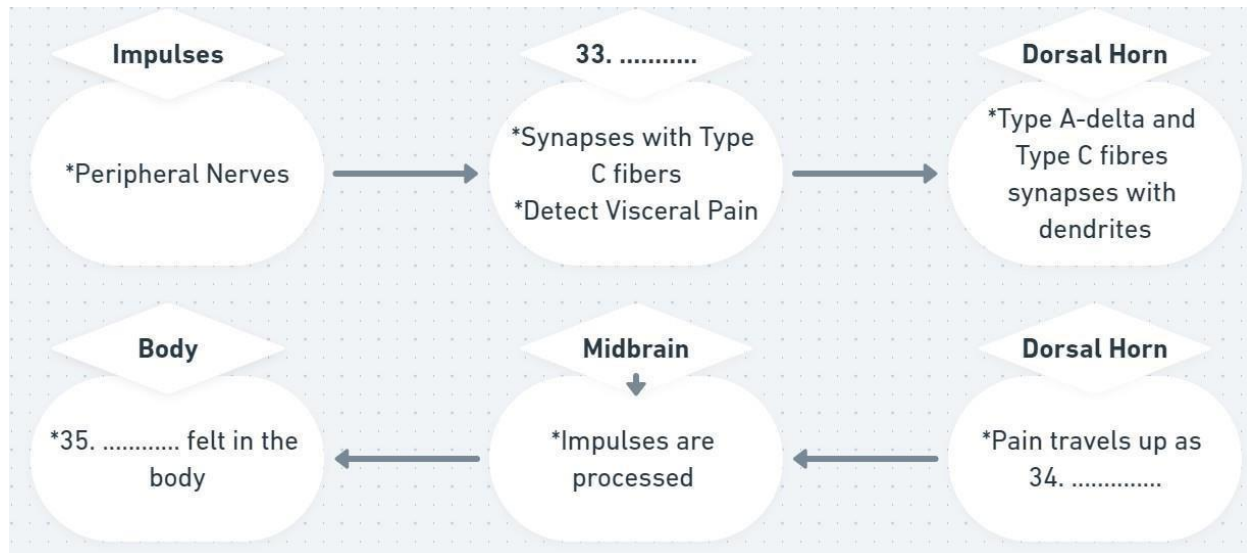 Impulses
*Peripheral Nerves
33. ...........
*Synapses with Type
C fibers
*Detect Visceral Pain
Dorsal Horn
*Type A-delta and
Type C fibres
synapses with
dendrites
Dorsal Horn
*Pain travels up as
34. ..............
Midbrain
*Impulses are
processed
Body
*35. ............ felt in the
body